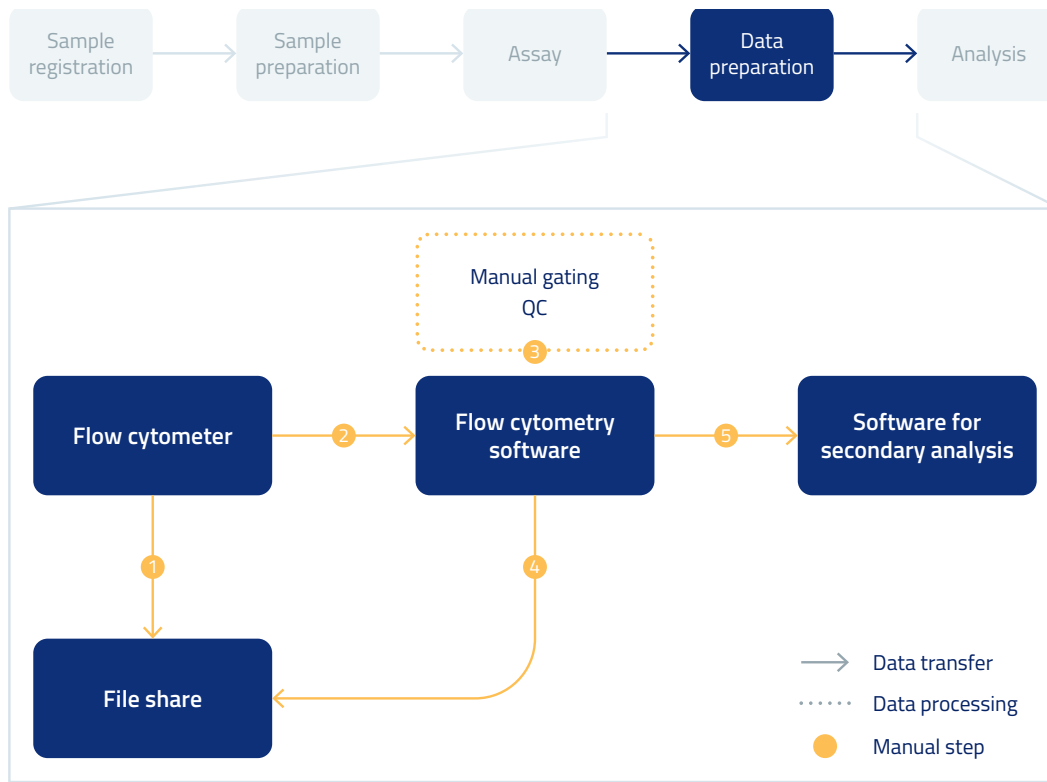 Sample
registration
Sample
preparation
Assay
Data
preparation
Analysis
Manual gating
QC
3
Flow cytometer
2
Flow cytometry
software
5
Software for
secondary analysis
1
4
File share
Data transfer
Data processing
Manual step